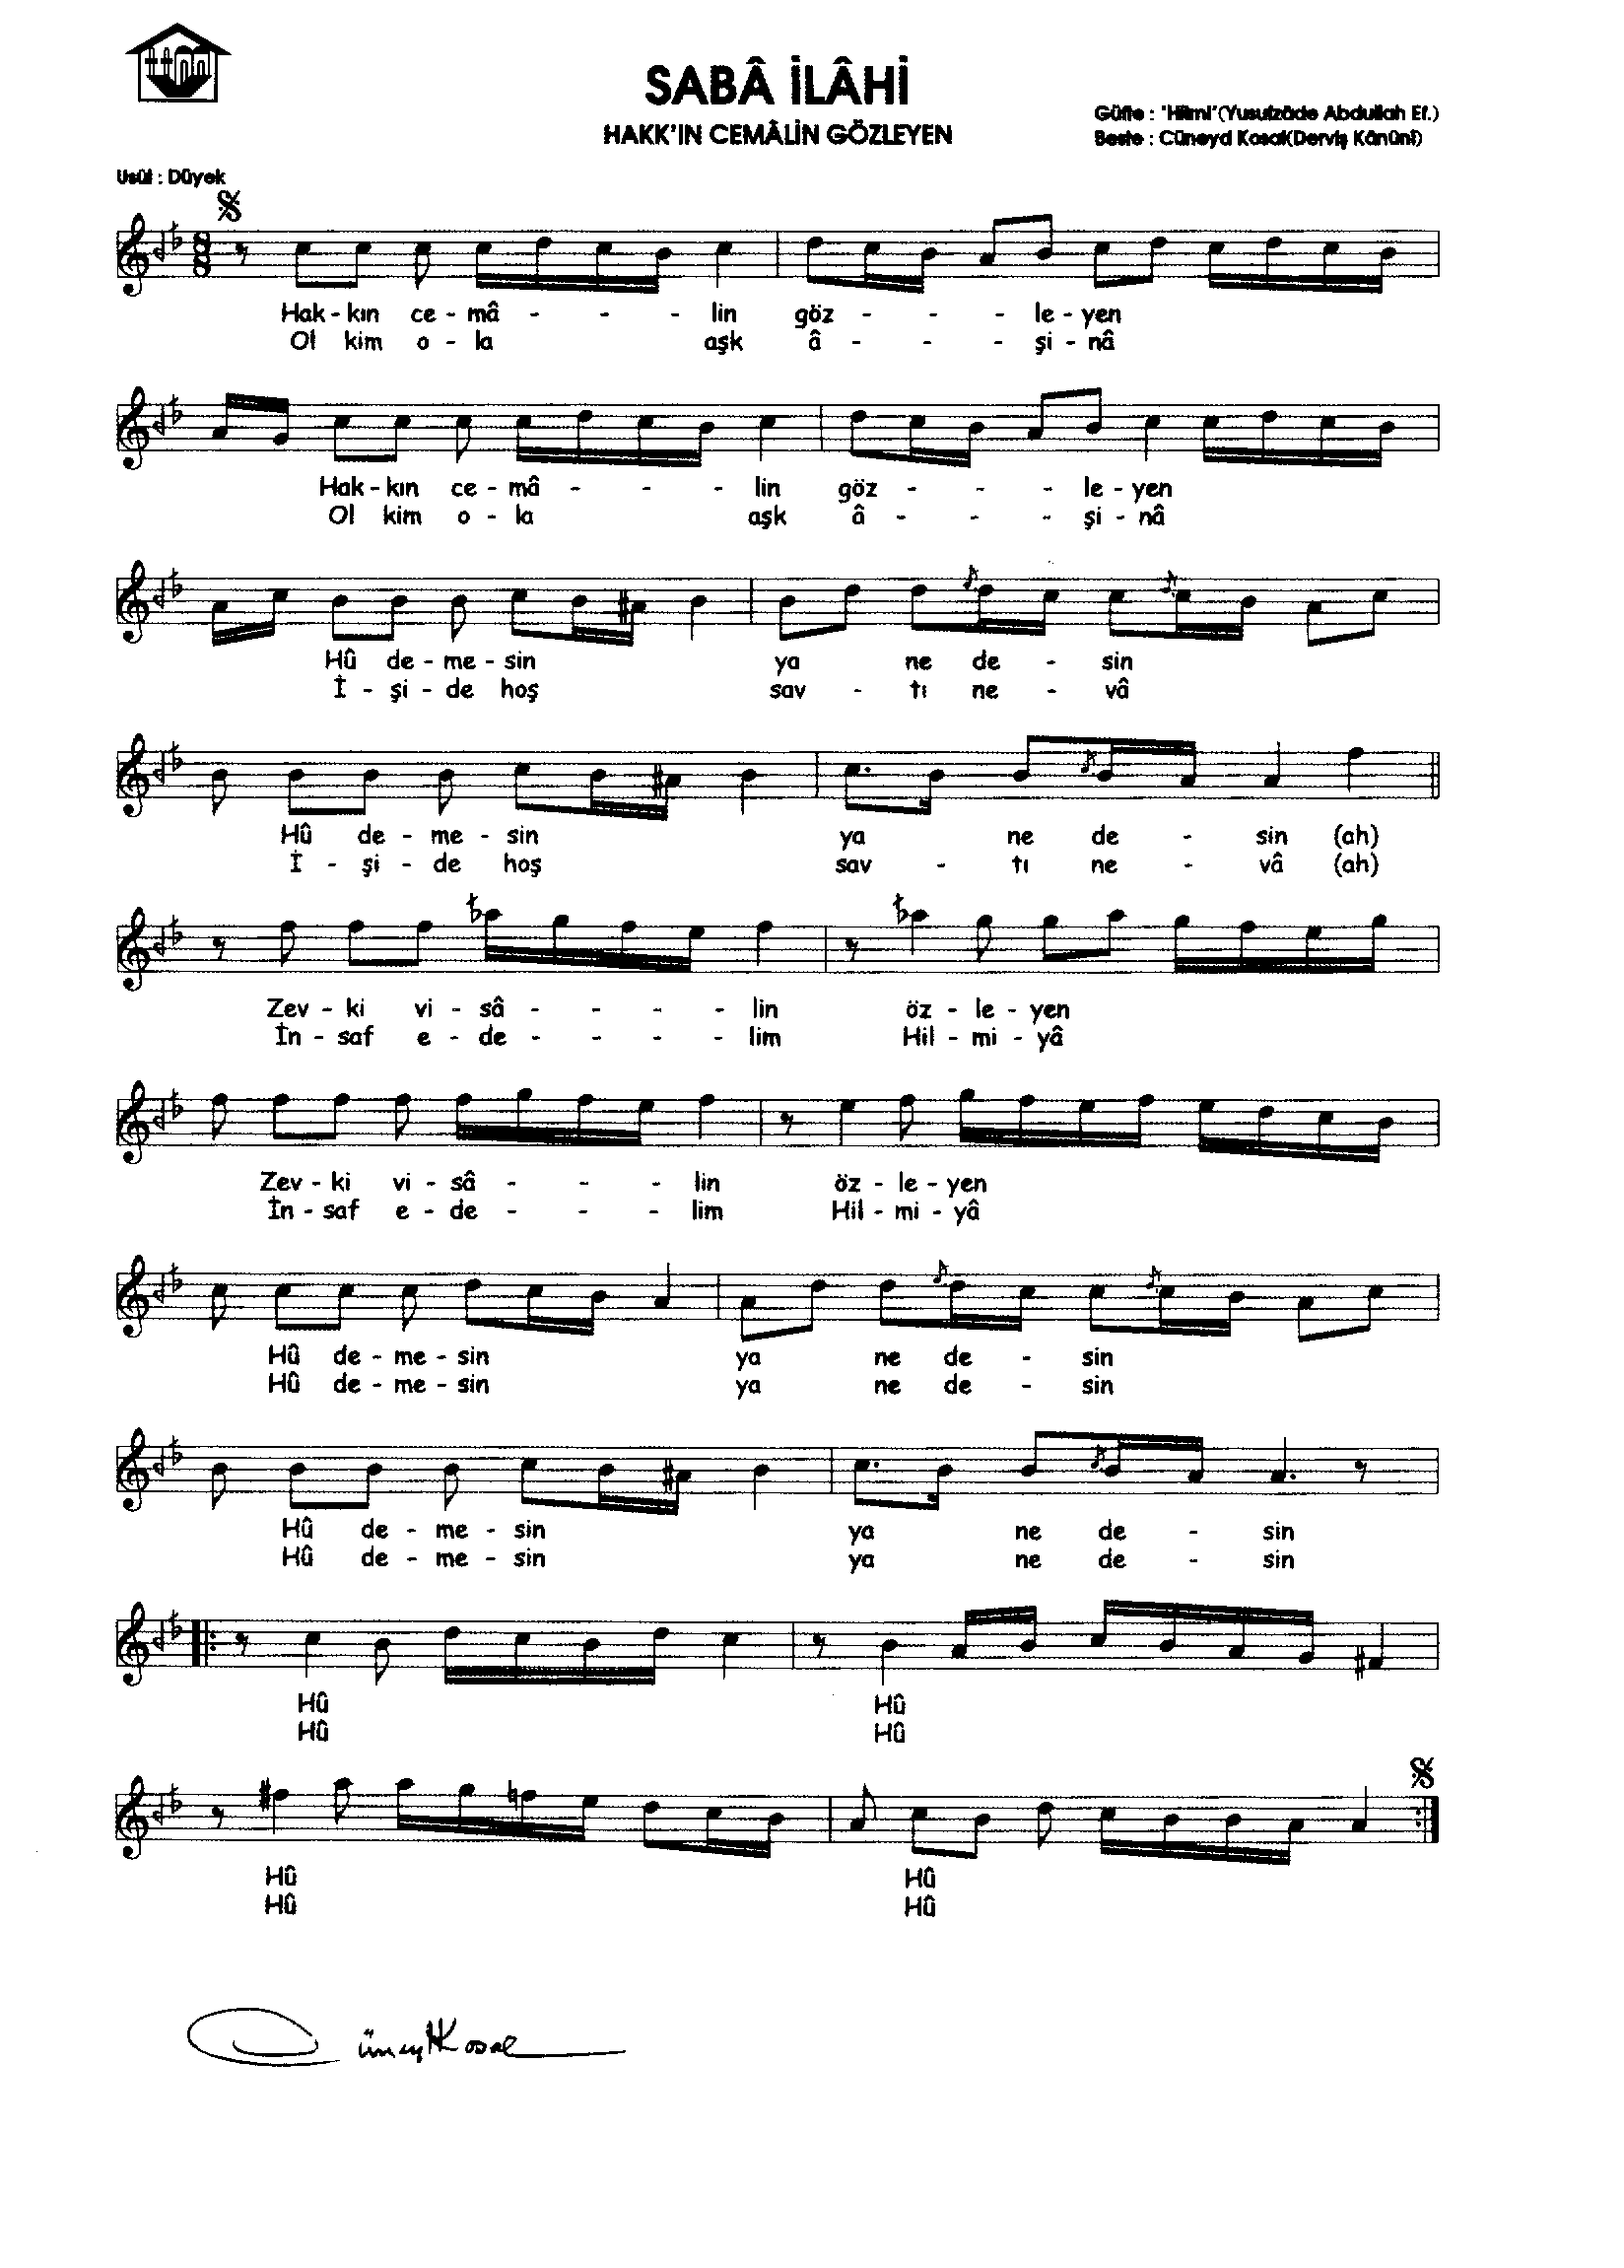 SABÂ İLÂHİ
HAKK'IN CEMÂLİN GÖZLEYEN
Güfte : "Hilmi"(Yusufzâde Abdullah Ef.)
Beste : Cüneyd Kosal(Derviş Kânûnî)
Usûl : Düyek
8
8
Hak-kın ce-mâ - - - lin göz - - - le-yen
Ol kim o-la aşk â - - - şi-nâ
Hak-kın ce-mâ - - - lin göz - - - le-yen
Ol kim o-la aşk â - - - şi-nâ
Hû de-me-sin ya ne de - sin
İ-şi-de hoş sav - tı ne - vâ
Hû de-me-sin ya ne de - sin (ah)
İ-şi-de hoş sav - tı ne - vâ (ah)
Zev-ki vi-sâ - - - - lin öz-le-yen
İn-saf e-de - - - - lim Hil-mi-yâ
Zev-ki vi-sâ - - - lin öz-le-yen
İn-saf e-de - - - lim Hil-mi-yâ
Hû de-me-sin ya ne de - sin
Hû de-me-sin ya ne de - sin
Hû de-me-sin ya ne de - sin
Hû de-me-sin ya ne de - sin
Hû Hû
Hû Hû
Hû Hû
Hû Hû
Cüneyd Kosal